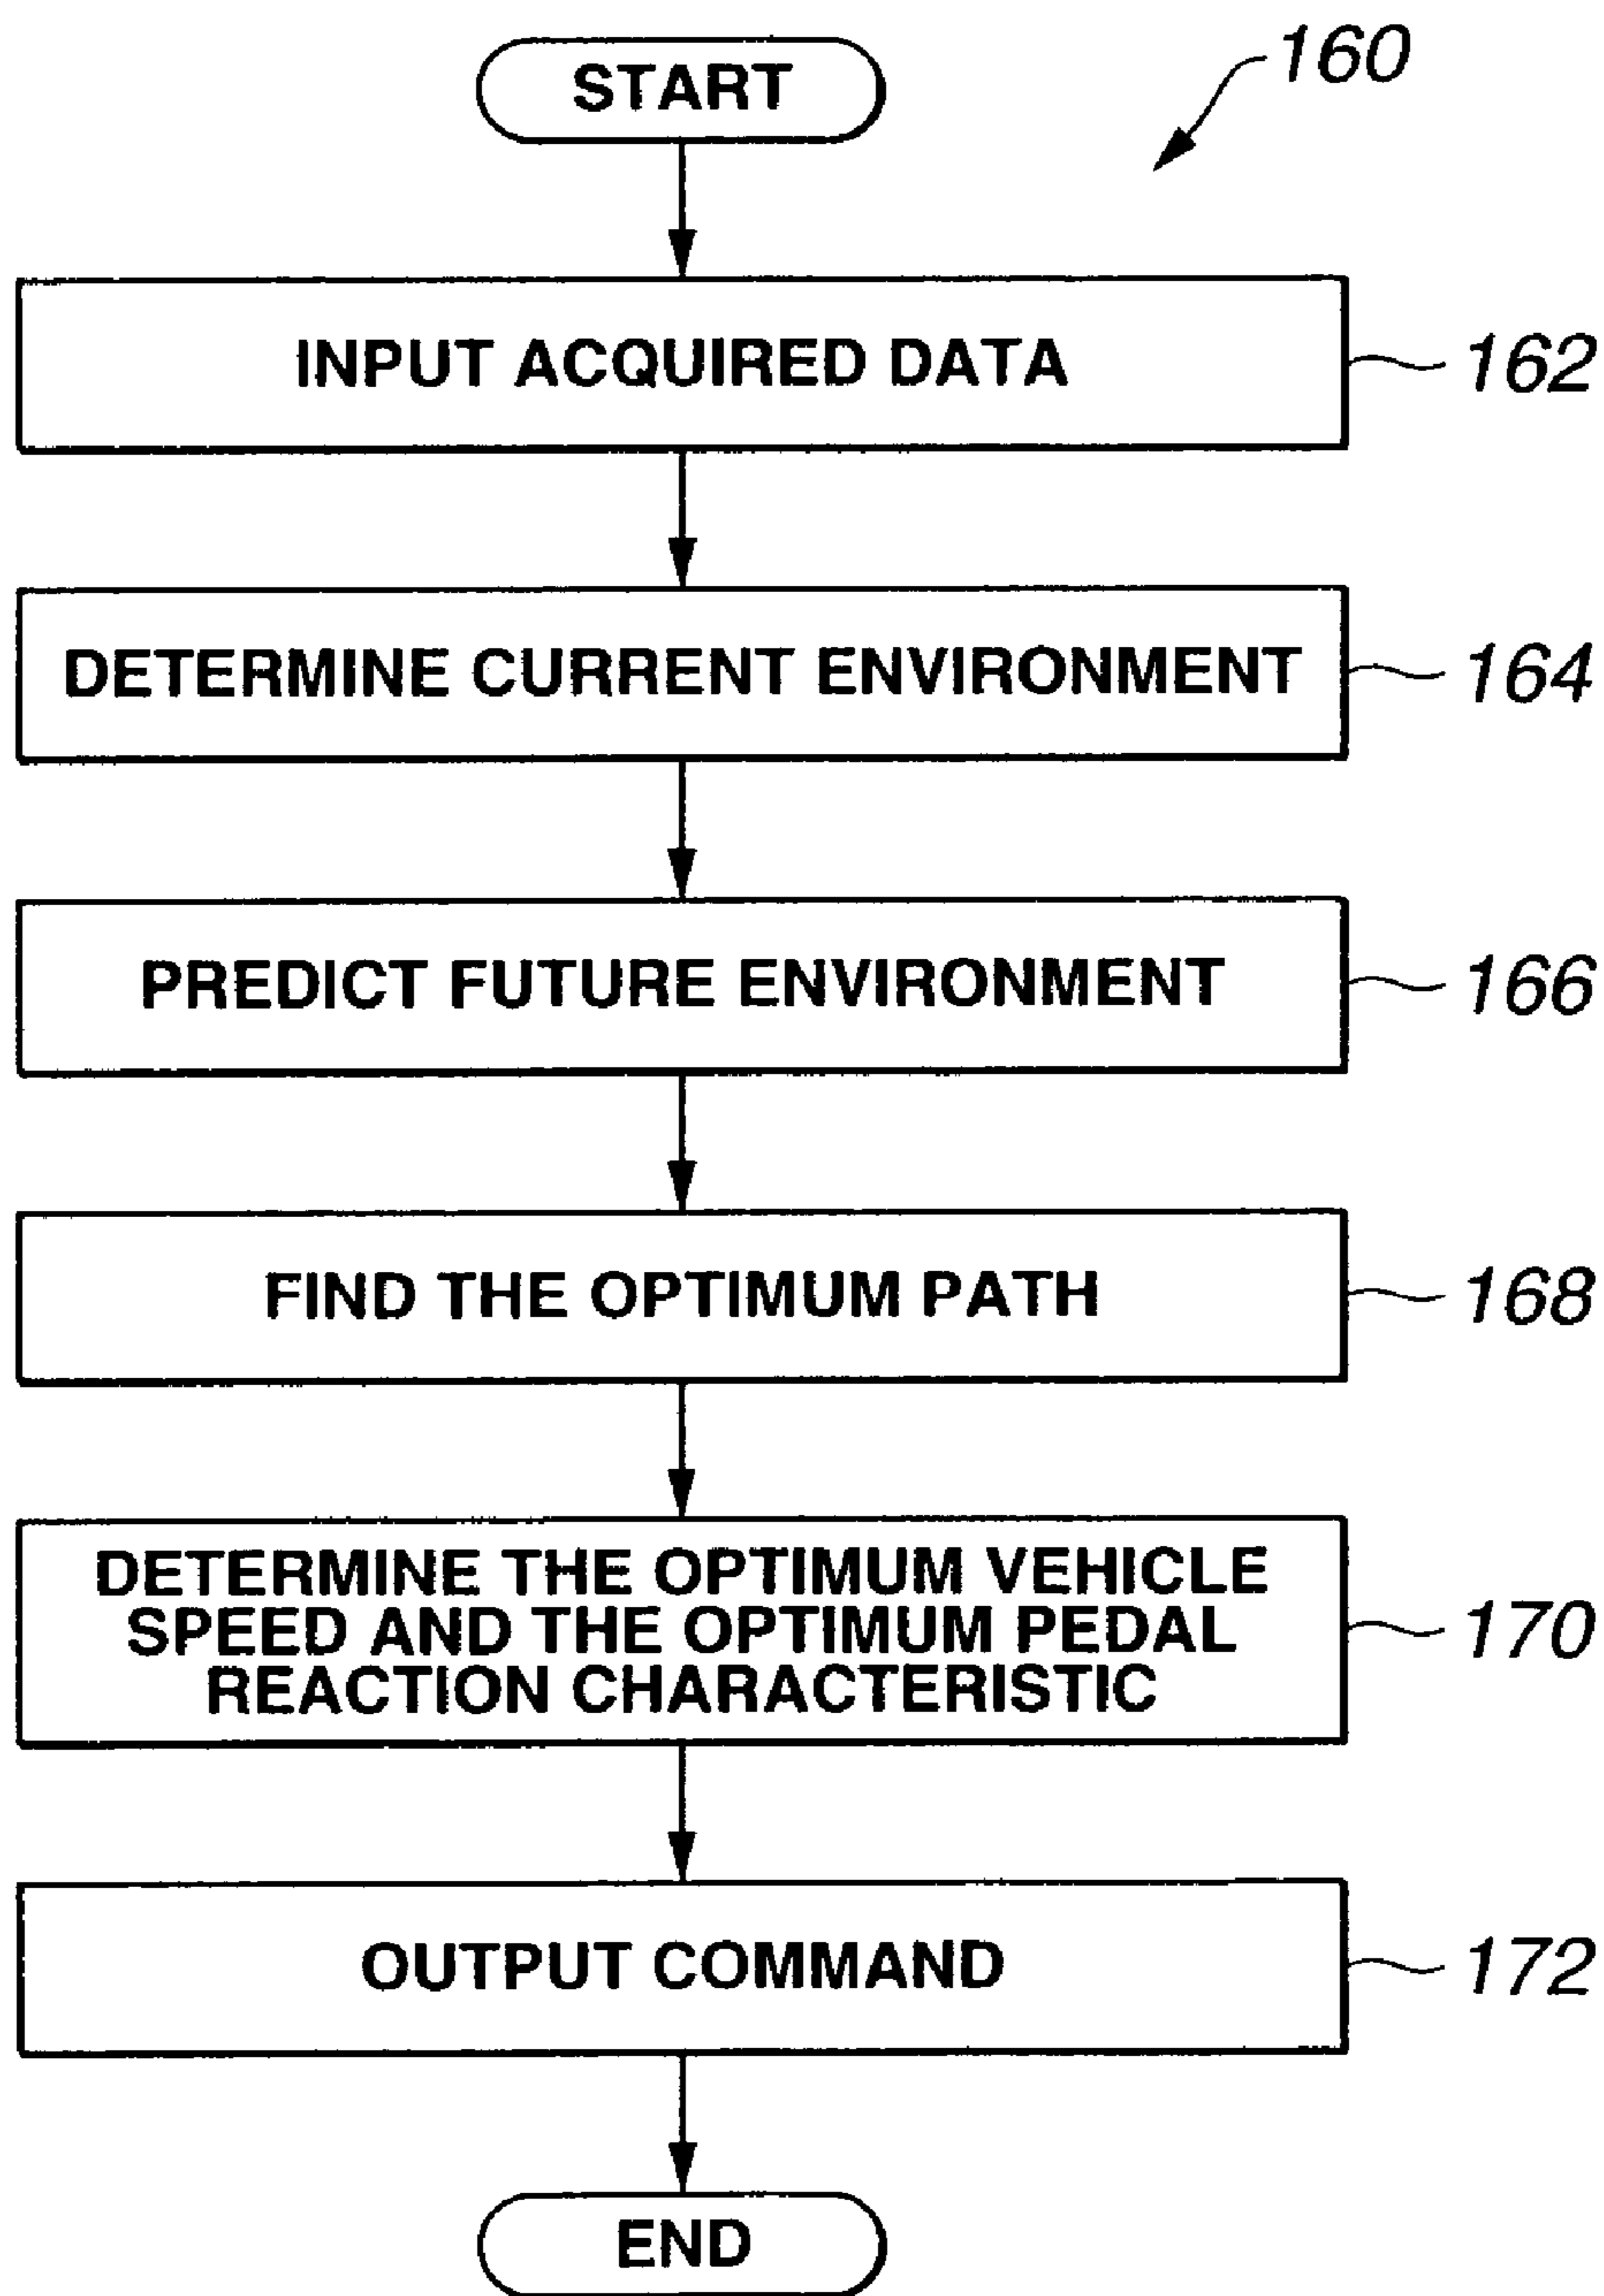 START
160
INPUT ACQUIRED DATA
162
DETERMINE CURRENT ENVIRONMENT
164
PREDICT FUTURE ENVIRONMENT
166
FIND THE OPTIMUM PATH
168
DETERMINE THE OPTIMUM VEHICLE
SPEED AND THE OPTIMUM PEDAL
REACTION CHARACTERISTIC
170
OUTPUT COMMAND
172
END